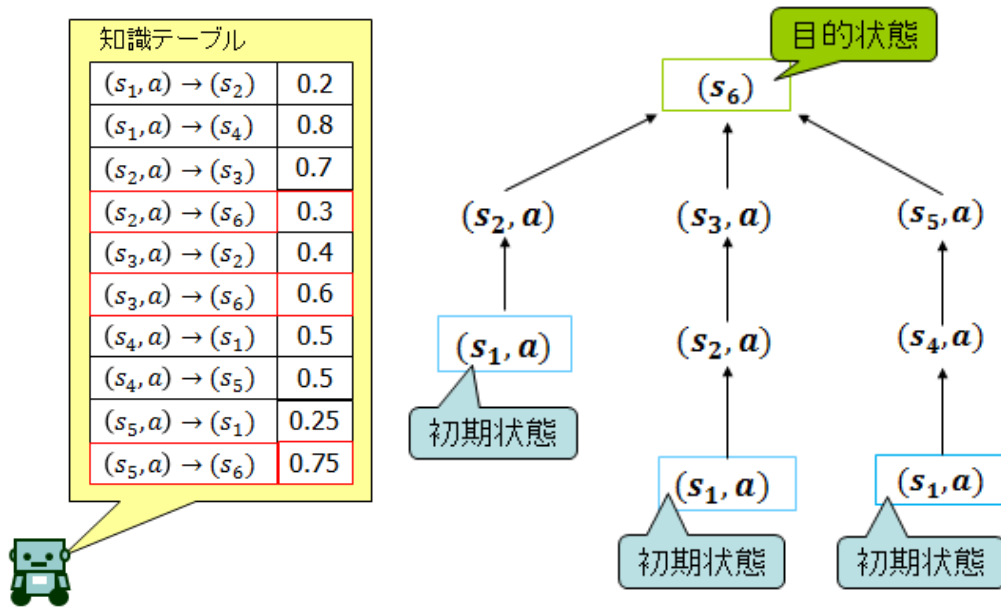 知識テーブル
(s₁, a) → (s₂) 0.2
(s₁, a) → (s₄) 0.8
(s₂, a) → (s₃) 0.7
(s₂, a) → (s₆) 0.3
(s₃, a) → (s₂) 0.4
(s₃, a) → (s₆) 0.6
(s₄, a) → (s₁) 0.5
(s₄, a) → (s₅) 0.5
(s₅, a) → (s₁) 0.25
(s₅, a) → (s₆) 0.75
目的状態
(s₆)
(s₂, a) (s₃, a) (s₅, a)
(s₁, a) (s₂, a) (s₄, a)
初期状態
(s₁, a) (s₁, a)
初期状態 初期状態